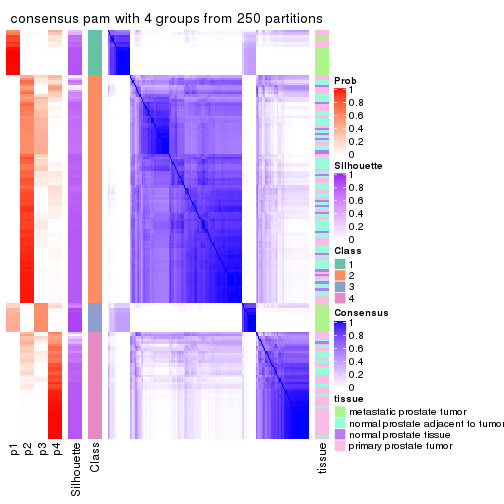 consensus pam with 4 groups from 250 partitions
Prob
1
0.8
0.6
0.4
0.2
0
Silhouette
1
0.8
0.6
0.4
0.2
0
Class
1
2
3
4
Consensus
1
0.8
0.6
0.4
0.2
0
tissue
metastatic prostate tumor
normal prostate adjacent to tumor
normal prostate tissue
primary prostate tumor
p1
p2
p3
p4
Silhouette
Class
tissue